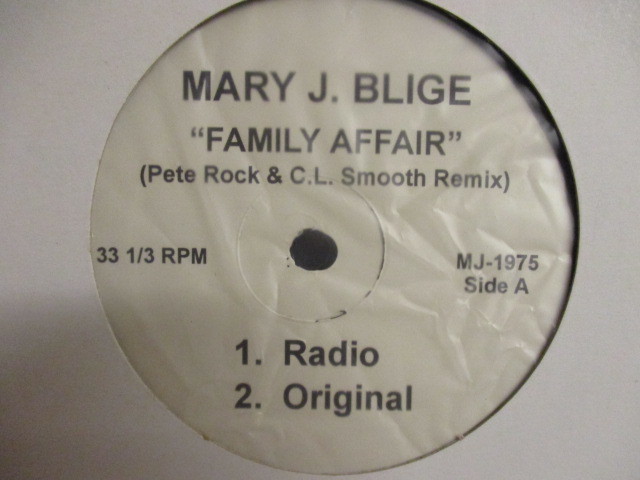 MARY J. BLIGE
“FAMILY AFFAIR”
(Pete Rock & C.L. Smooth Remix)
33 1/3 RPM
MJ-1975
Side A
1. Radio
2. Original